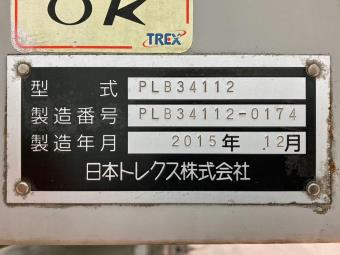 OK
TREX
型式 PLB34112
製造番号 PLB34112-0174
製造年月 2015年 12月
日本トレクス株式会社